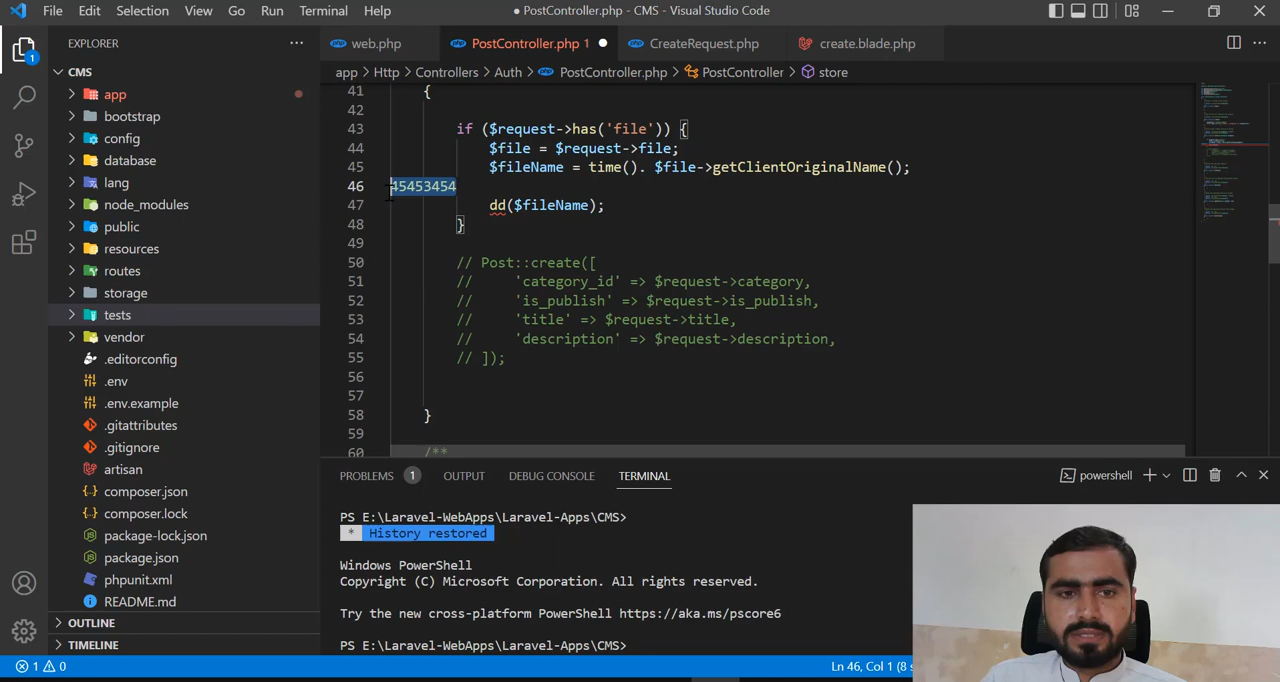 File Edit Selection View Go Run Terminal Help
● PostController.php - CMS - Visual Studio Code
EXPLORER
web.php
PostController.php 1
CreateRequest.php
create.blade.php
app > Http > Controllers > Auth > PostController.php > PostController > store
1
CMS
app
bootstrap
config
database
lang
node_modules
public
resources
routes
storage
tests
vendor
.editorconfig
.env
.env.example
.gitattributes
.gitignore
artisan
composer.json
composer.lock
package-lock.json
package.json
phpunit.xml
README.md
OUTLINE
TIMELINE
41 {
42
43 if ($request->has('file')) {
44 $file = $request->file;
45 $fileName = time(). $file->getClientOriginalName();
46 45453454
47 dd($fileName);
48 }
49
50 // Post::create([
51 // 'category_id' => $request->category,
52 // 'is_publish' => $request->is_publish,
53 // 'title' => $request->title,
54 // 'description' => $request->description,
55 // ]);
56
57
58 }
59
60 /**
PROBLEMS 1 OUTPUT DEBUG CONSOLE TERMINAL
powershell
PS E:\Laravel-WebApps\Laravel-Apps\CMS>
* History restored
Windows PowerShell
Copyright (C) Microsoft Corporation. All rights reserved.
Try the new cross-platform PowerShell https://aka.ms/pscore6
PS E:\Laravel-WebApps\Laravel-Apps\CMS>
1 0
Ln 46, Col 1 (8 s